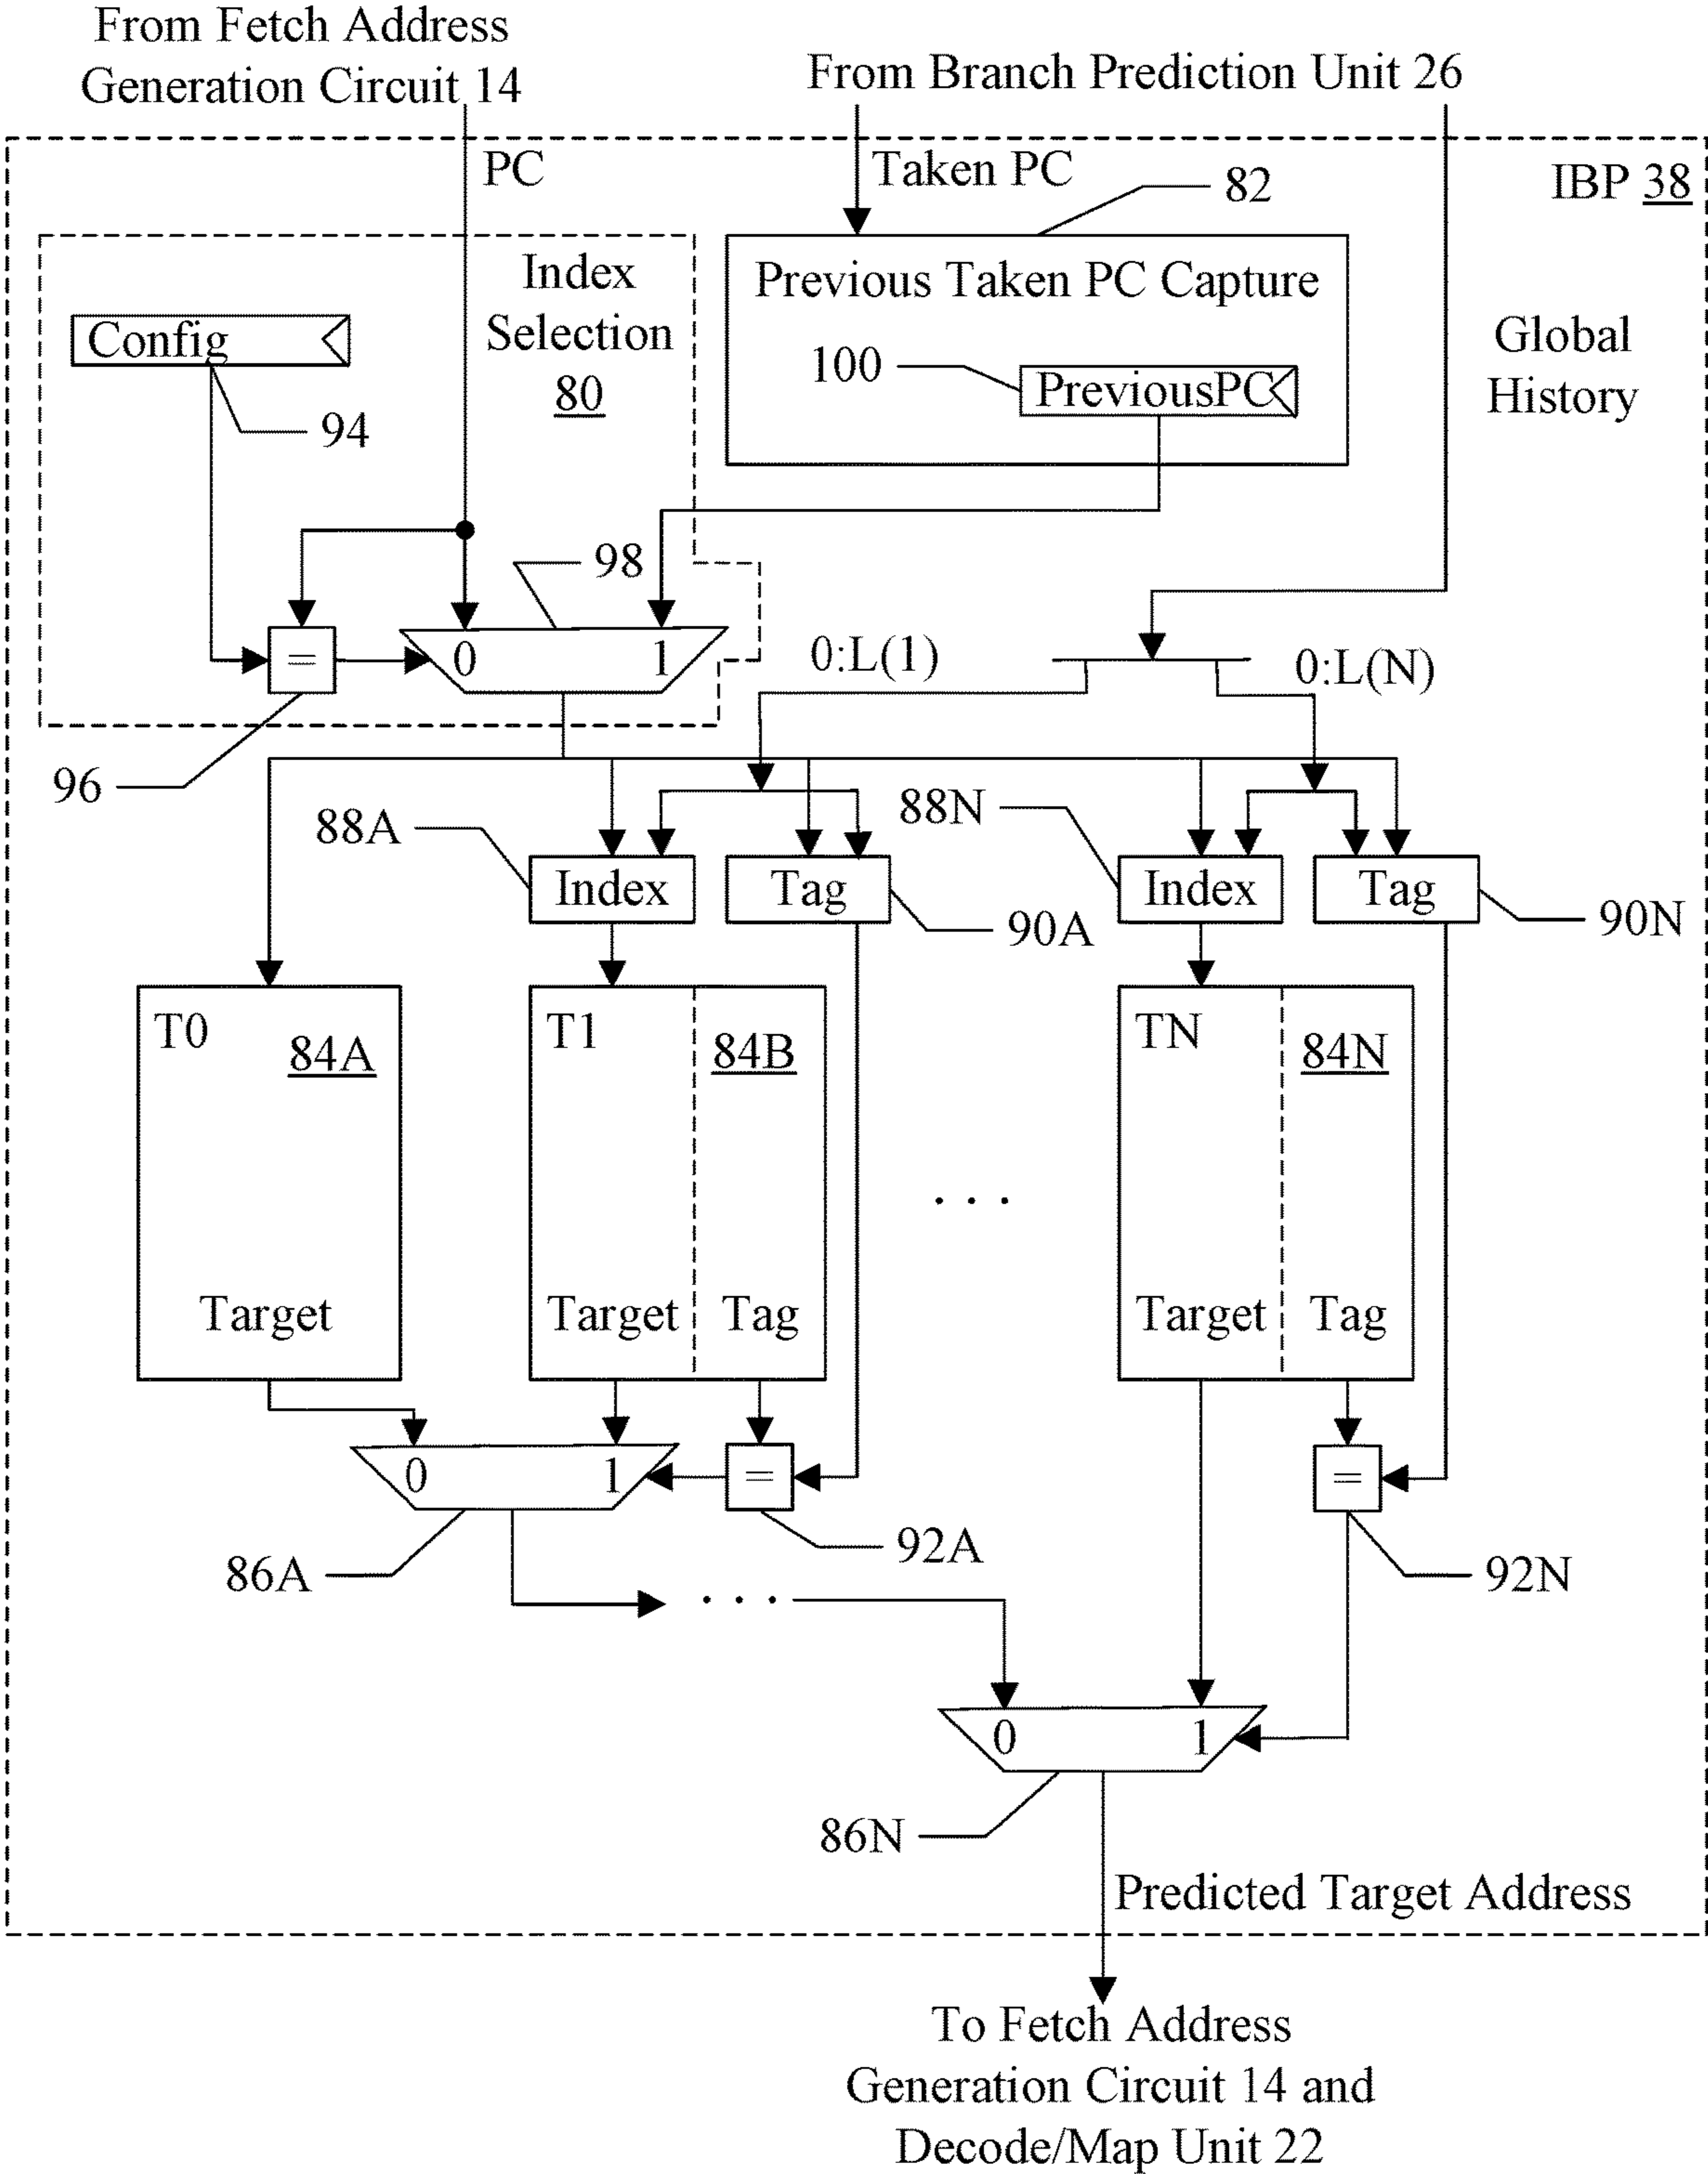 From Fetch Address
Generation Circuit 14
From Branch Prediction Unit 26
PC
Taken PC
82
IBP 38
Index
Selection
80
Previous Taken PC Capture
Config
94
100
PreviousPC
Global
History
98
0
1
=
96
0:L(1)
0:L(N)
88A
88N
Index
Tag
Index
Tag
90A
90N
T0
84A
T1
84B
TN
84N
. . .
Target
Target
Tag
Target
Tag
0
1
=
=
86A
92A
92N
. . .
0
1
86N
Predicted Target Address
To Fetch Address
Generation Circuit 14 and
Decode/Map Unit 22